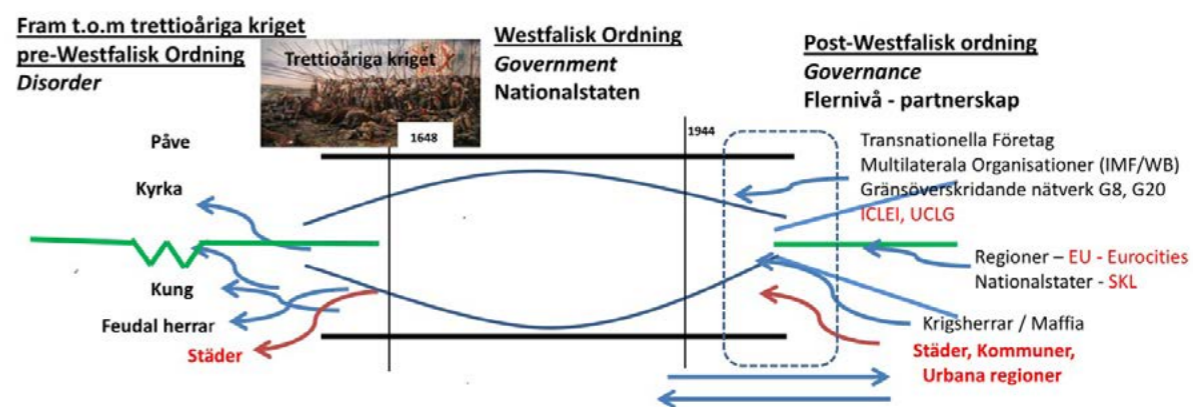 Fram t.o.m trettioåriga kriget
pre-Westfalisk Ordning
Disorder
Trettioåriga kriget
1648
Westfalisk Ordning
Government
Nationalstaten
Post-Westfalisk ordning
Governance
Flernivå - partnerskap
1944
Påve
Kyrka
Kung
Feudal herrar
Städer
Transnationella Företag
Multilaterala Organisationer (IMF/WB)
Gränsöverskridande nätverk G8, G20
ICLEI, UCLG
Regioner – EU - Eurocities
Nationalstater - SKL
Krigsherrar / Maffia
Städer, Kommuner,
Urbana regioner